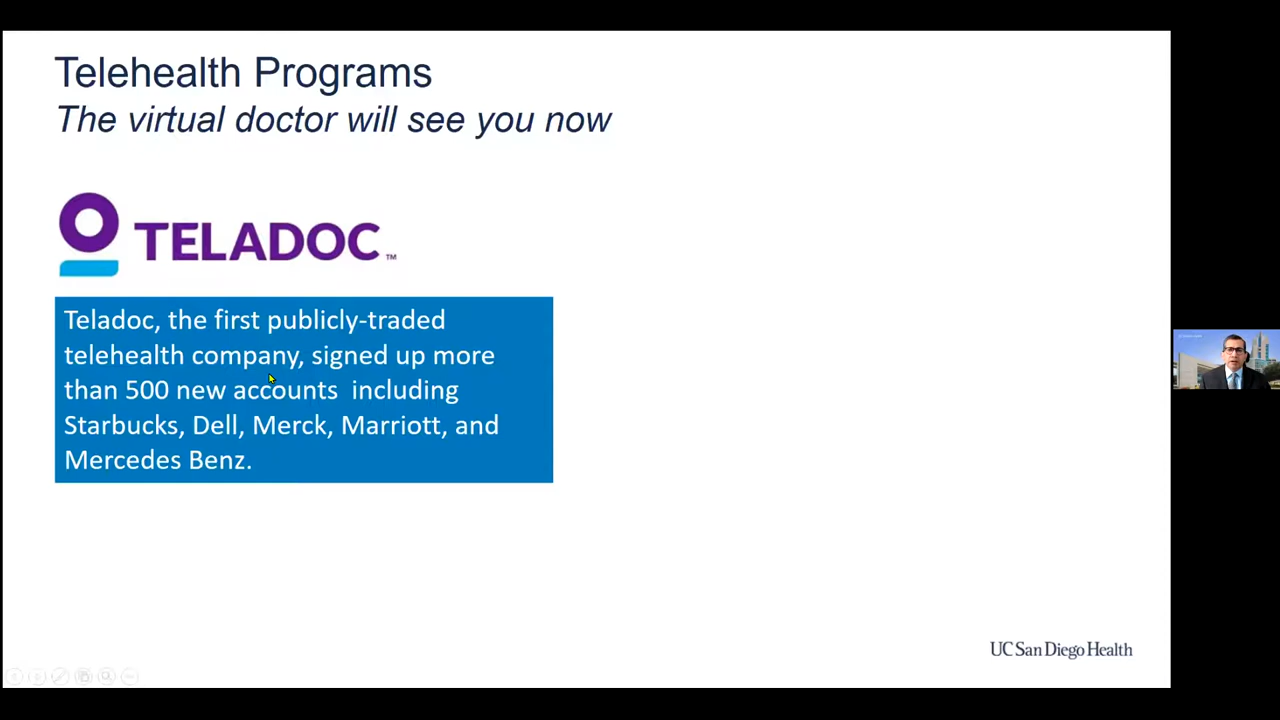 Telehealth Programs
The virtual doctor will see you now
TELADOC™
Teladoc, the first publicly-traded
telehealth company, signed up more
than 500 new accounts  including
Starbucks, Dell, Merck, Marriott, and
Mercedes Benz.
UC San Diego Health